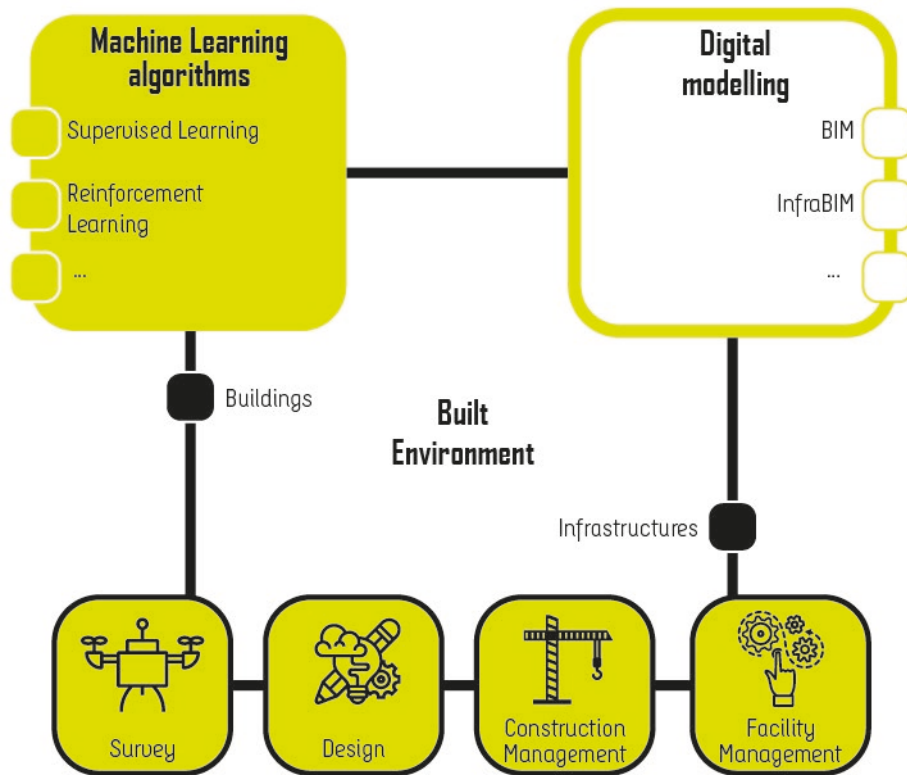 Machine Learning
algorithms
Supervised Learning
Reinforcement
Learning
...
Digital
modelling
BIM
InfraBIM
...
Buildings
Built
Environment
Infrastructures
Survey
Design
Construction
Management
Facility
Management